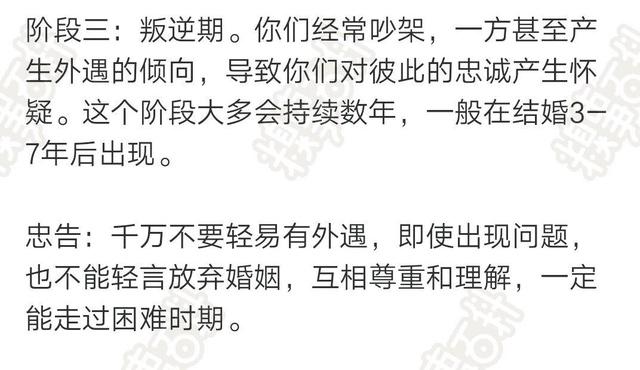 阶段三：叛逆期。你们经常吵架，一方甚至产
生外遇的倾向，导致你们对彼此的忠诚产生怀
疑。这个阶段大多会持续数年，一般在结婚3–
7年后出现。
忠告：千万不要轻易有外遇，即使出现问题，
也不能轻言放弃婚姻，互相尊重和理解，一定
能走过困难时期。